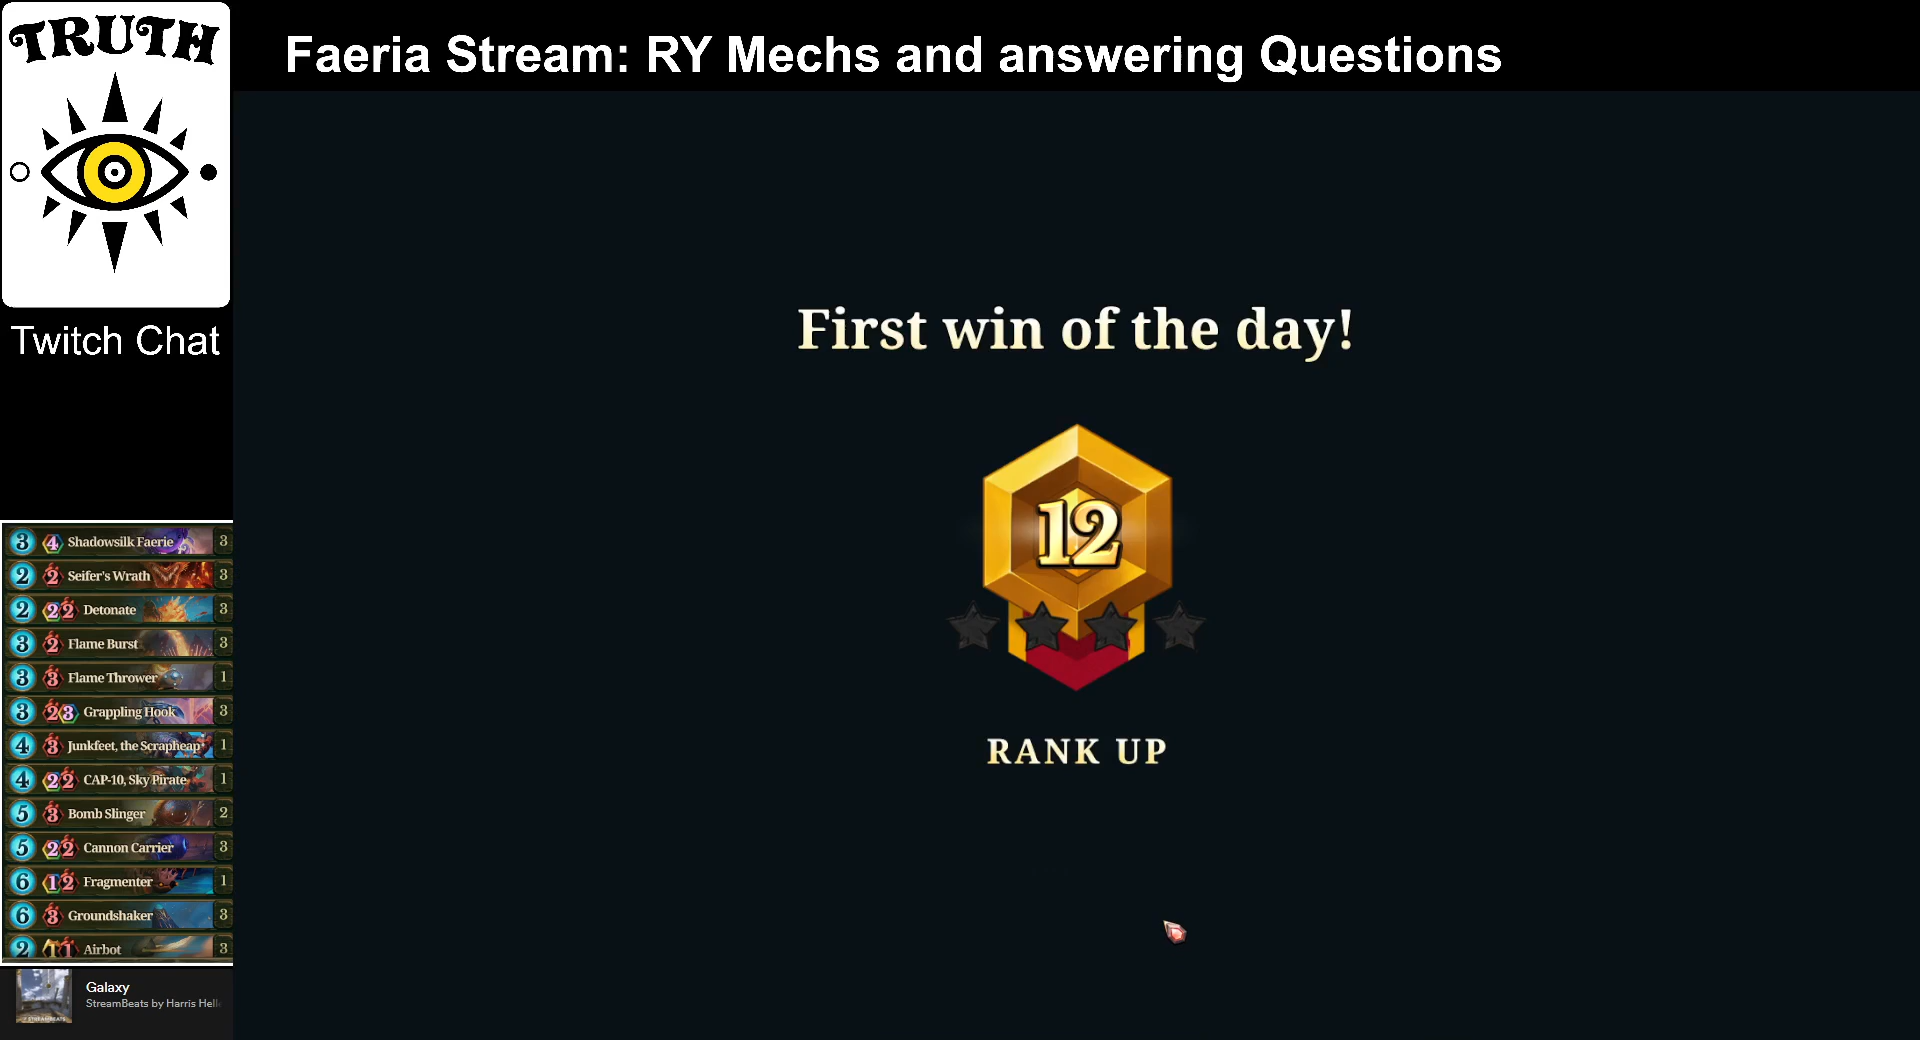 TRUTH
Faeria Stream: RY Mechs and answering Questions
Twitch Chat
First win of the day!
12
RANK UP
3 4 Shadowsilk Faerie 3
2 2 Seifer's Wrath 3
2 2 2 Detonate 3
3 2 Flame Burst 3
3 3 Flame Thrower 1
3 2 3 Grappling Hook 3
4 3 Junkfeet, the Scrapheap 1
4 2 2 CAP-10, Sky Pirate 1
5 3 Bomb Slinger 2
5 2 2 Cannon Carrier 3
6 1 2 Fragmenter 1
6 3 Groundshaker 3
2 1 1 Airbot 3
Galaxy
StreamBeats by Harris Hell